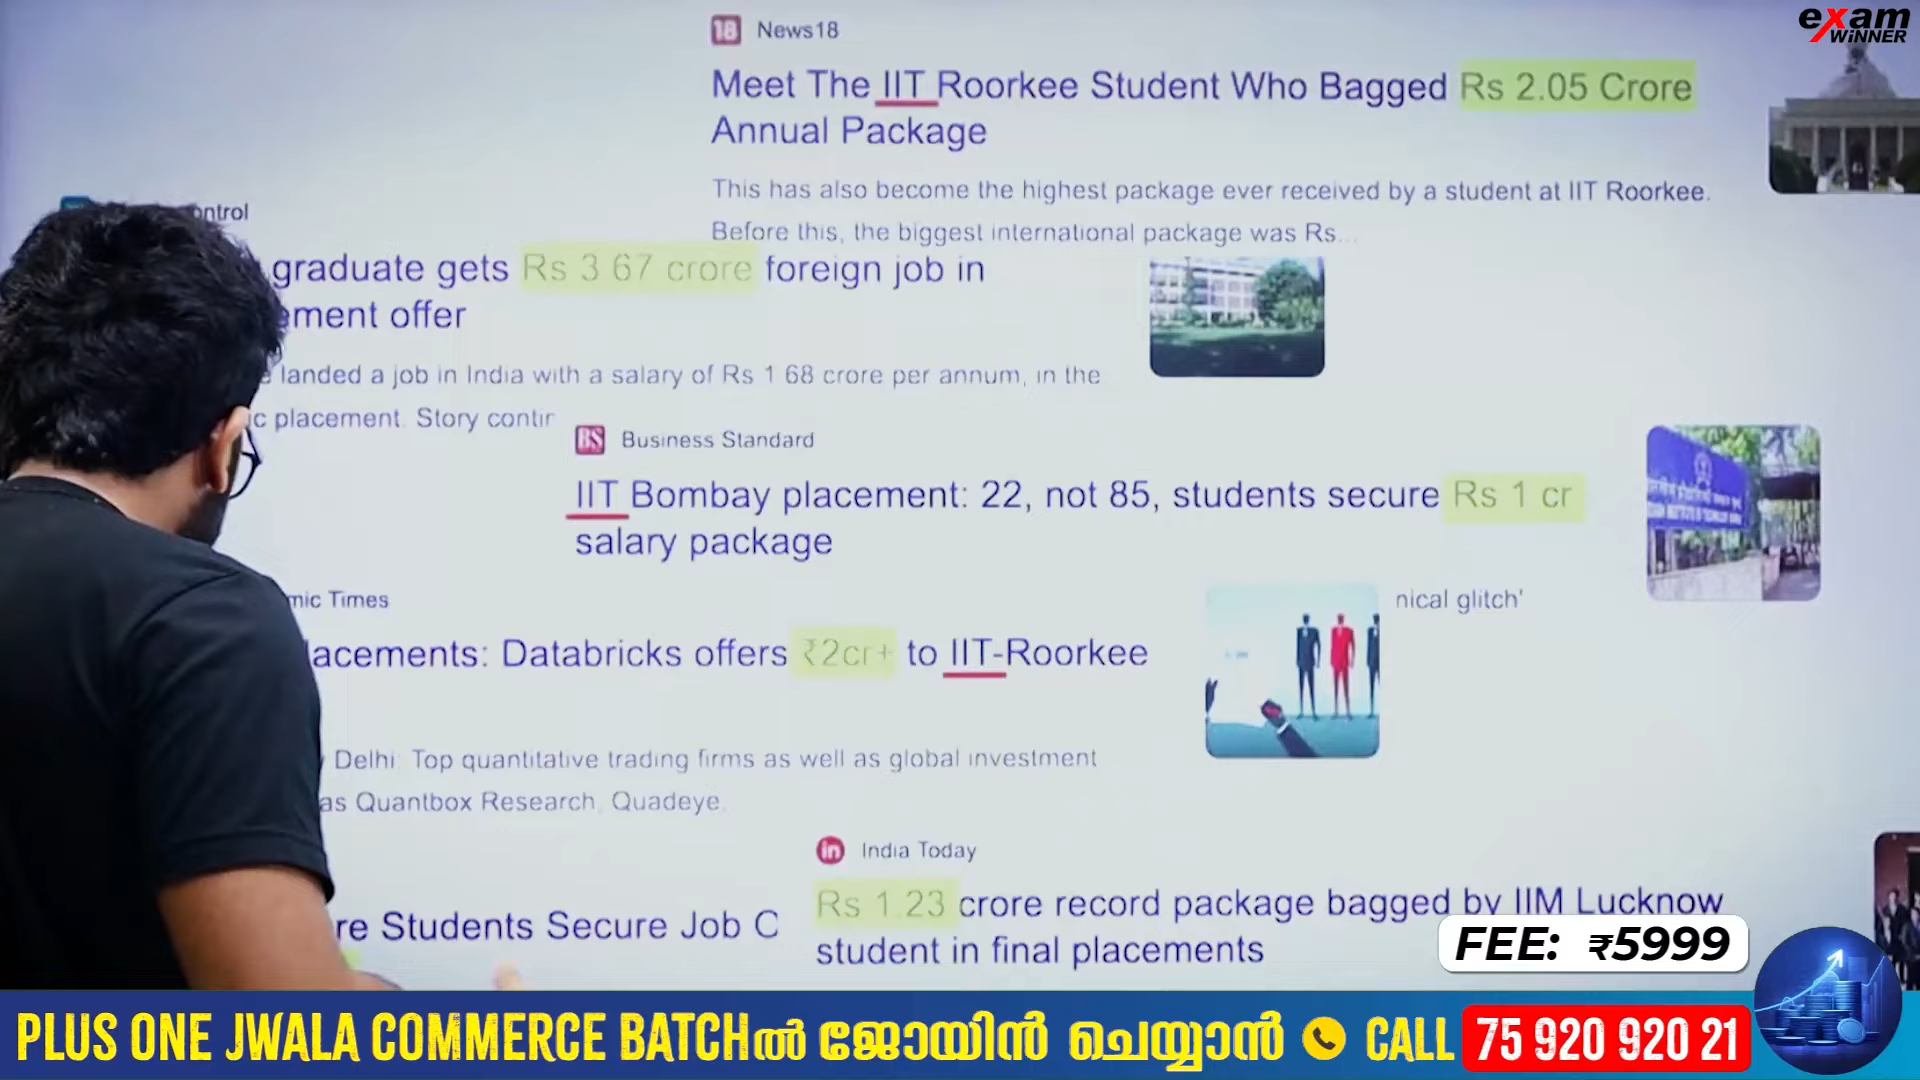 exam
WiNNER
18 News18
Meet The IIT Roorkee Student Who Bagged Rs 2.05 Crore
Annual Package
This has also become the highest package ever received by a student at IIT Roorkee.
Before this, the biggest international package was Rs...
ontrol
graduate gets Rs 3 67 crore foreign job in
ement offer
landed a job in India with a salary of Rs 1 68 crore per annum, in the
c placement. Story contin
BS Business Standard
IIT Bombay placement: 22, not 85, students secure Rs 1 cr
salary package
mic Times
nical glitch'
lacements: Databricks offers ₹2cr+ to IIT-Roorkee
Delhi: Top quantitative trading firms as well as global investment
as Quantbox Research, Quadeye.
in India Today
Rs 1.23 crore record package bagged by IIM Lucknow
student in final placements
re Students Secure Job O
FEE: ₹5999
PLUS ONE JWALA COMMERCE BATCHൽ ജോയിൻ ചെയ്യാൻ CALL 75 920 920 21